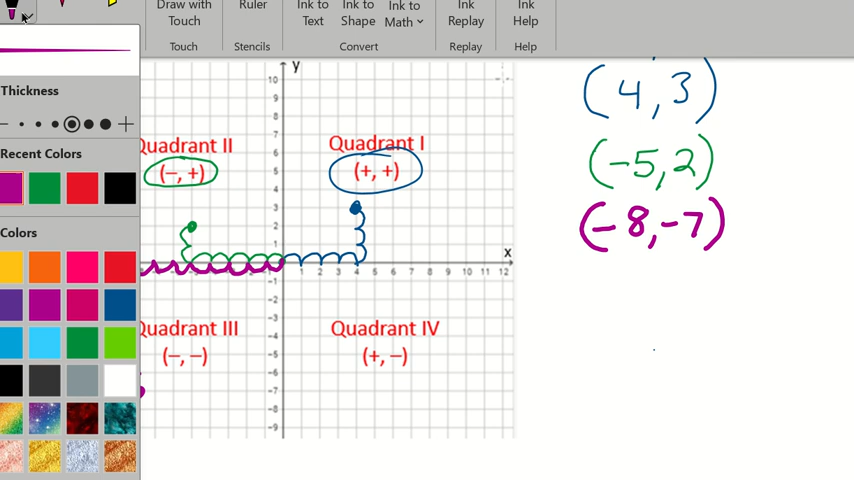 Draw with Touch
Ruler
Ink to Text
Ink to Shape
Ink to Math
Ink Replay
Ink Help
Touch
Stencils
Convert
Replay
Help
Thickness
Recent Colors
Colors
y
x
10
9
8
7
6
5
4
3
2
1
1 2 3 4 5 6 7 8 9 10 11 12
-1
-2
-3
-4
-5
-6
-7
-8
-9
Quadrant II
(–, +)
Quadrant I
(+, +)
Quadrant III
(–, –)
Quadrant IV
(+, –)
(4, 3)
(-5, 2)
(-8, -7)